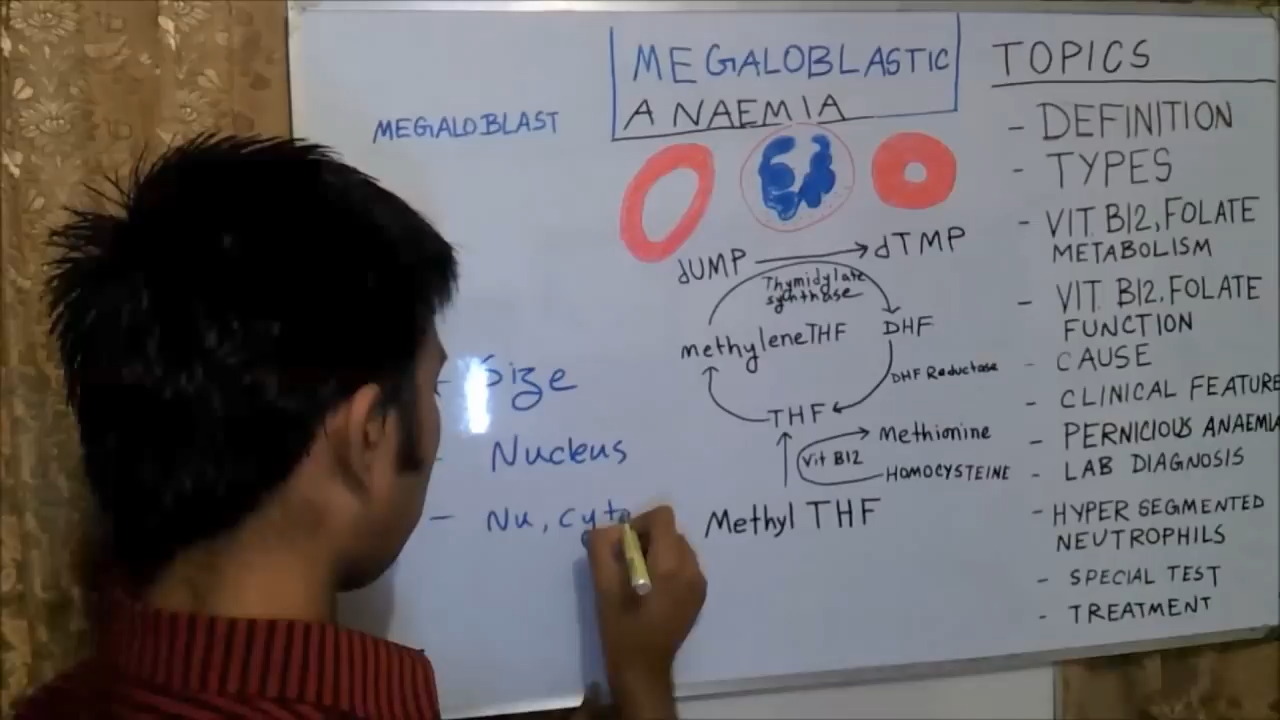 MEGALOBLASTIC
ANAEMIA
MEGALOBLAST
dUMP
dTMP
Thymidylate
synthase
methyleneTHF
DHF
DHF Reductase
THF
Methionine
Vit B12
HOMOCYSTEINE
Methyl THF
Size
- Nucleus
- Nu, cyto
TOPICS
- DEFINITION
- TYPES
- VIT B12, FOLATE
METABOLISM
- VIT B12, FOLATE
FUNCTION
- CAUSE
- CLINICAL FEATURE
- PERNICIOUS ANAEMIA
- LAB DIAGNOSIS
- HYPER SEGMENTED
NEUTROPHILS
- SPECIAL TEST
- TREATMENT